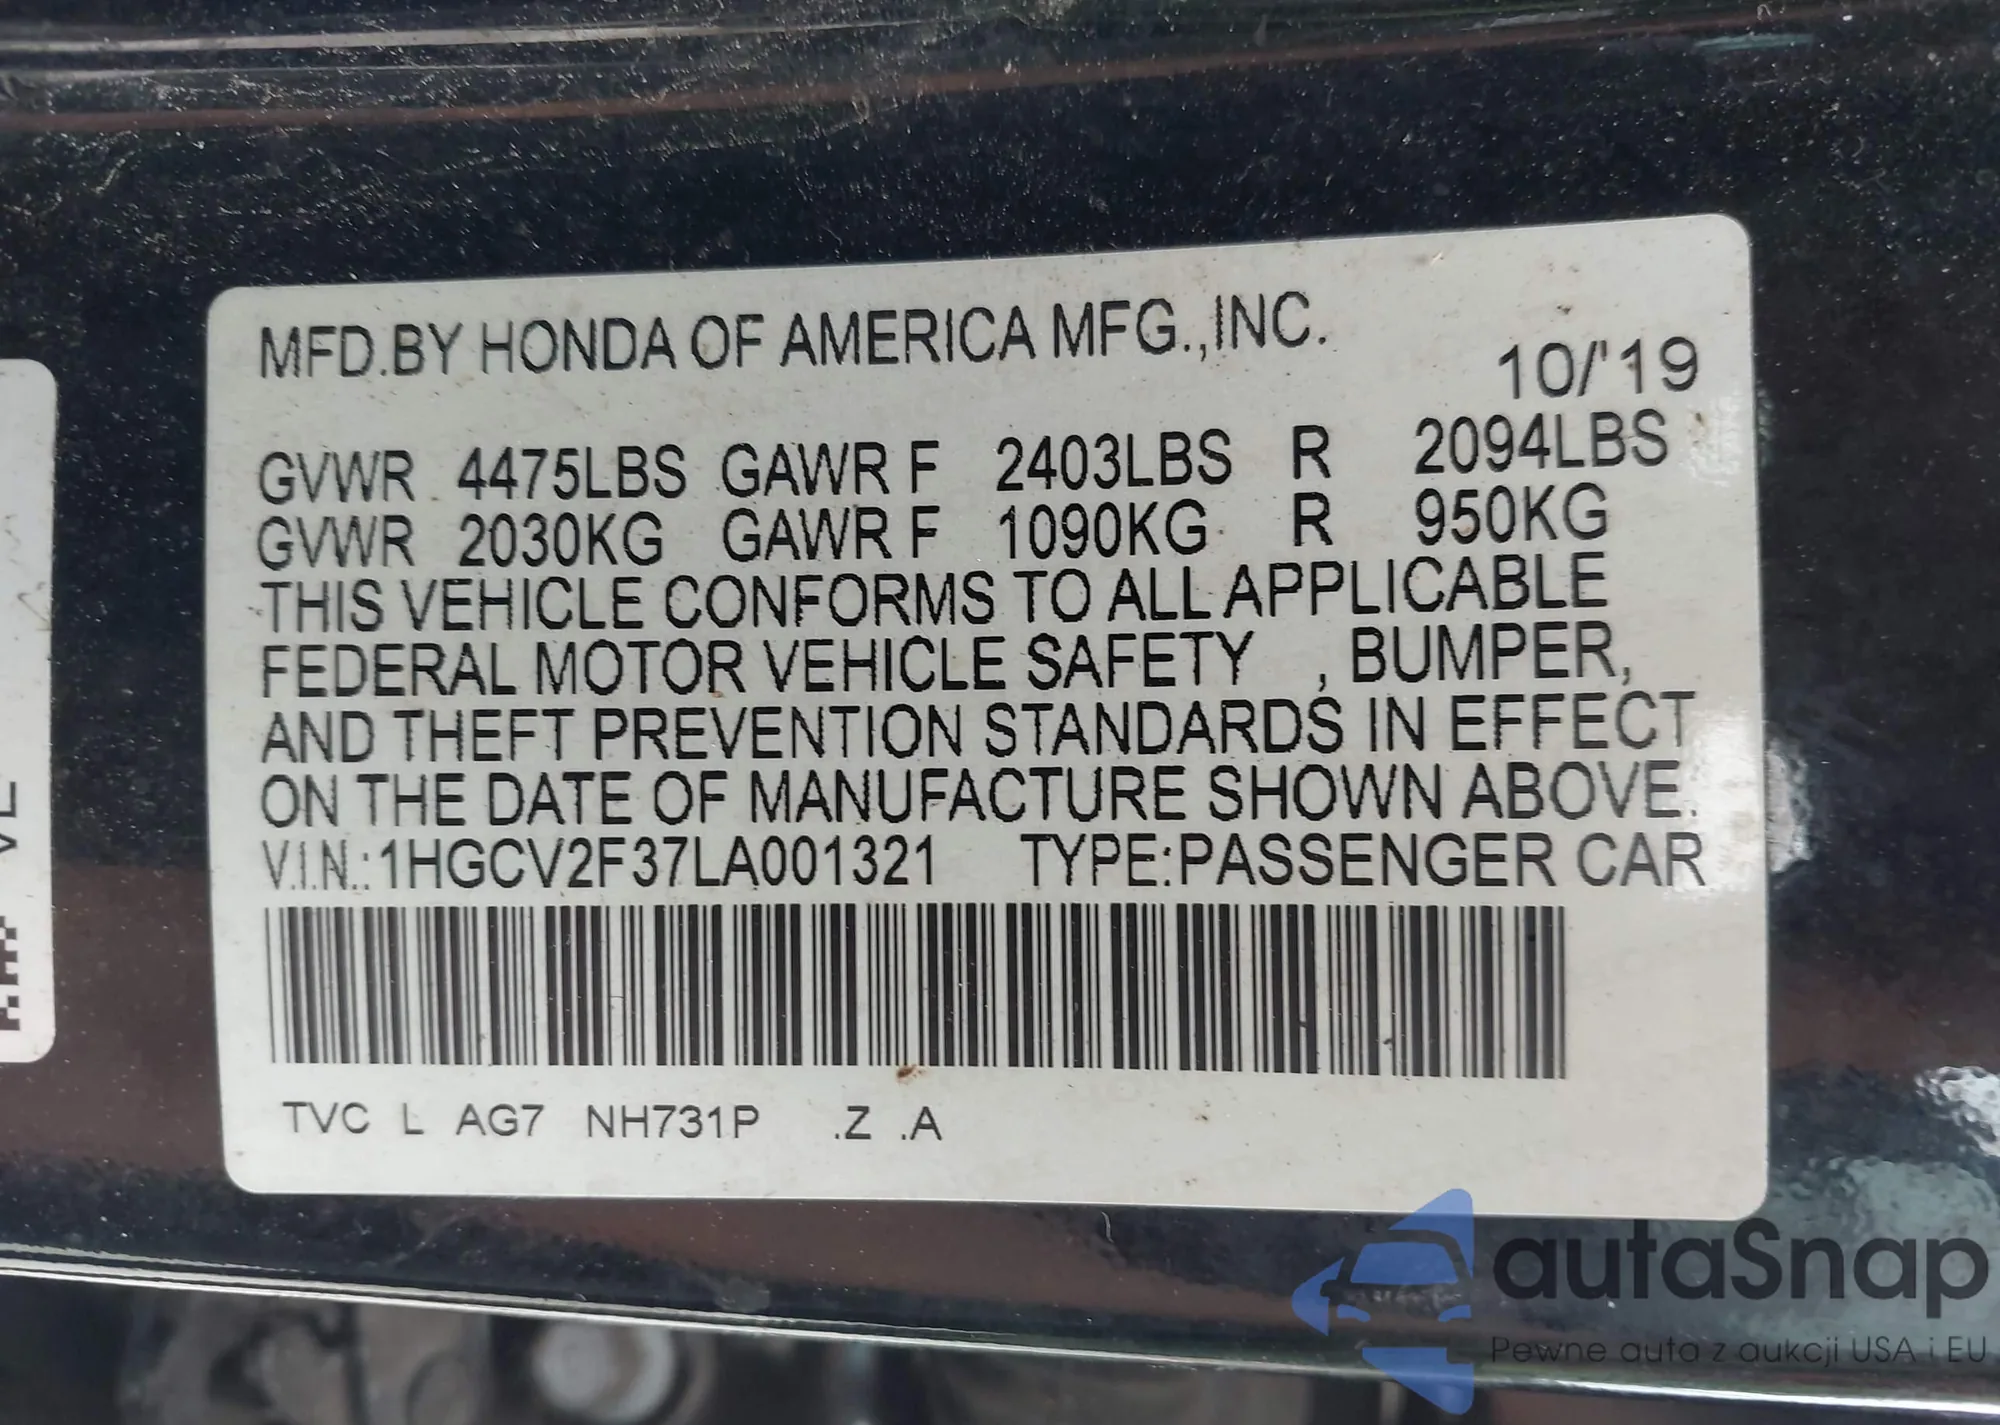 MFD.BY HONDA OF AMERICA MFG.,INC.
10/'19
GVWR 4475LBS GAWR F 2403LBS R 2094LBS
GVWR 2030KG GAWR F 1090KG R 950KG
THIS VEHICLE CONFORMS TO ALL APPLICABLE
FEDERAL MOTOR VEHICLE SAFETY , BUMPER,
AND THEFT PREVENTION STANDARDS IN EFFECT
ON THE DATE OF MANUFACTURE SHOWN ABOVE.
V.I.N.:1HGCV2F37LA001321 TYPE:PASSENGER CAR
TVC L AG7 NH731P .Z .A
autaSnap
Pewne auta z aukcji USA i EU